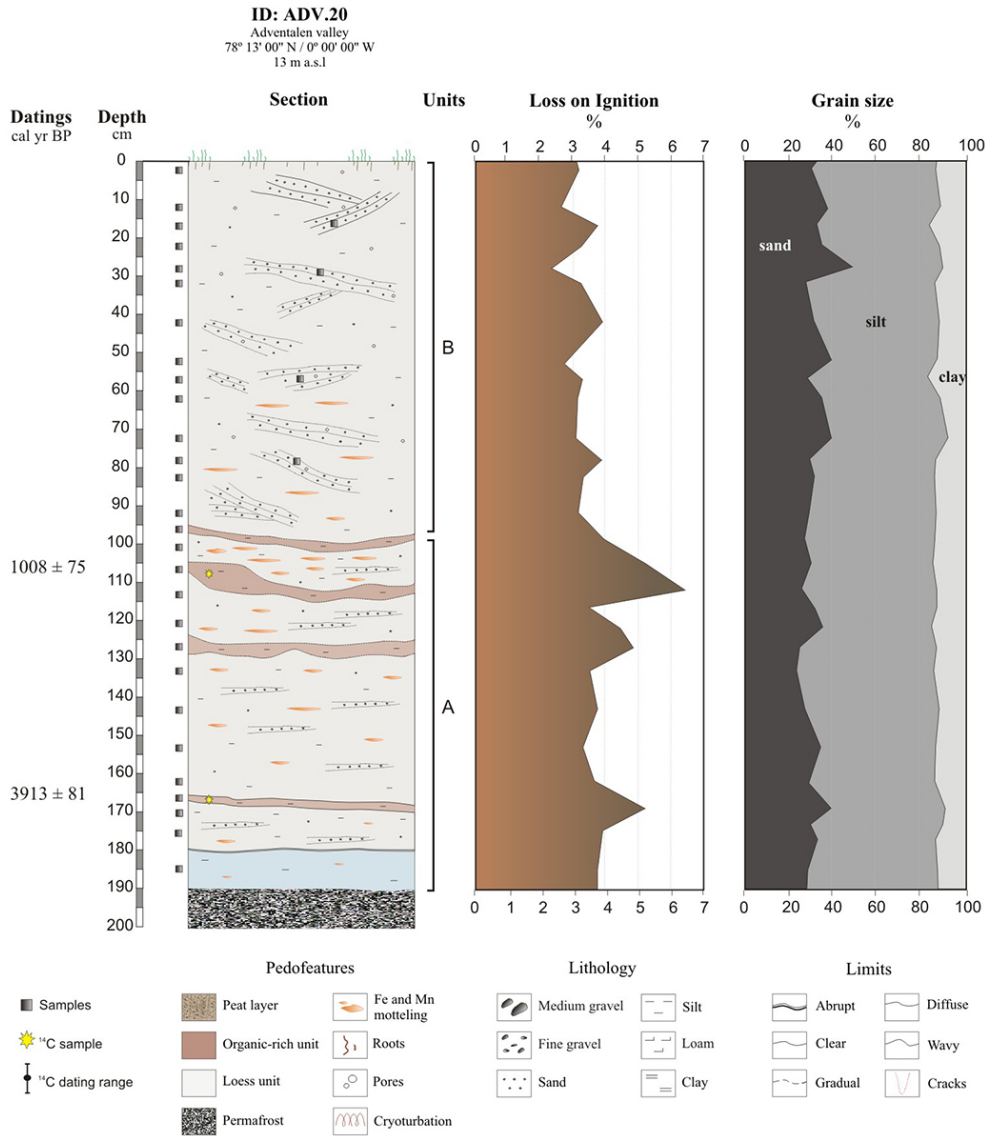 ID: ADV.20
Adventalen valley
78º 13' 00" N / 0º 00' 00" W
13 m a.s.l
Datings
cal yr BP
Depth
cm
Section
Units
Loss on Ignition
%
Grain size
%
0 1 2 3 4 5 6 7
0 20 40 60 80 100
0
10
20
30
40
50
60
70
80
90
100
110
120
130
140
150
160
170
180
190
200
1008 ± 75
3913 ± 81
B
A
sand
silt
clay
0 1 2 3 4 5 6 7
0 20 40 60 80 100
Pedofeatures
Lithology
Limits
Samples
¹⁴C sample
¹⁴C dating range
Peat layer
Organic-rich unit
Loess unit
Permafrost
Fe and Mn
motteling
Roots
Pores
Cryoturbation
Medium gravel
Fine gravel
Sand
Silt
Loam
Clay
Abrupt
Clear
Gradual
Diffuse
Wavy
Cracks